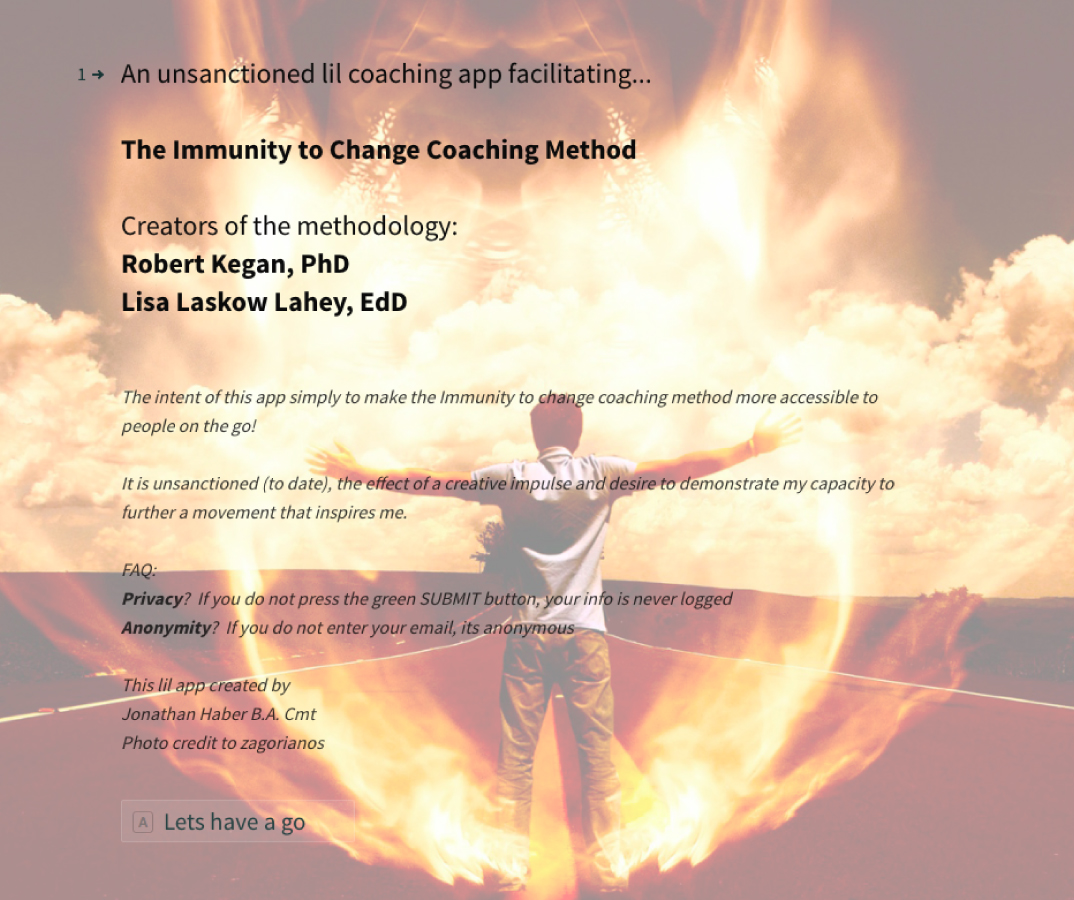 1 → An unsanctioned lil coaching app facilitating...
The Immunity to Change Coaching Method
Creators of the methodology:
Robert Kegan, PhD
Lisa Laskow Lahey, EdD
The intent of this app simply to make the Immunity to change coaching method more accessible to
people on the go!
It is unsanctioned (to date), the effect of a creative impulse and desire to demonstrate my capacity to
further a movement that inspires me.
FAQ:
Privacy? If you do not press the green SUBMIT button, your info is never logged
Anonymity? If you do not enter your email, its anonymous
This lil app created by
Jonathan Haber B.A. Cmt
Photo credit to zagorianos
A Lets have a go